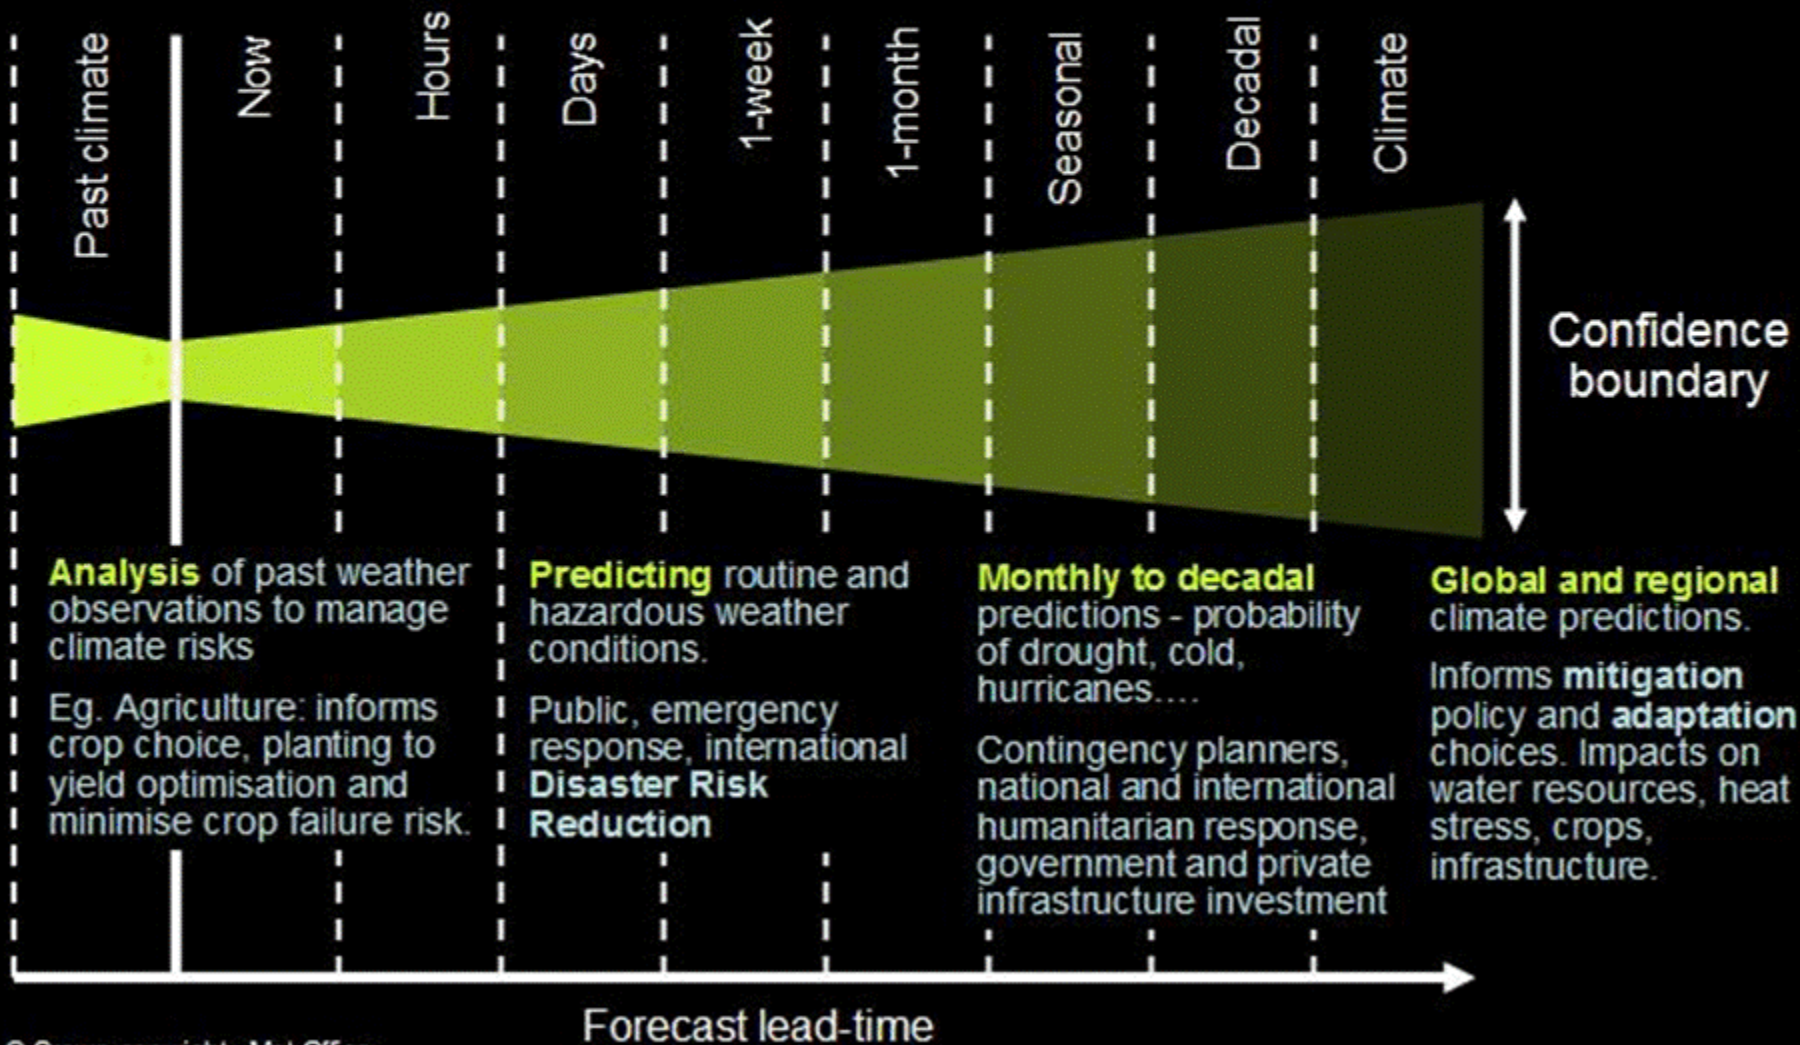 Past climate
Now
Hours
Days
1-week
1-month
Seasonal
Decadal
Climate
Confidence
boundary
Analysis of past weather
observations to manage
climate risks
Eg. Agriculture: informs
crop choice, planting to
yield optimisation and
minimise crop failure risk.
Predicting routine and
hazardous weather
conditions.
Public, emergency
response, international
Disaster Risk
Reduction
Monthly to decadal
predictions - probability
of drought, cold,
hurricanes....
Contingency planners,
national and international
humanitarian response,
government and private
infrastructure investment
Global and regional
climate predictions.
Informs mitigation
policy and adaptation
choices. Impacts on
water resources, heat
stress, crops,
infrastructure.
Forecast lead-time